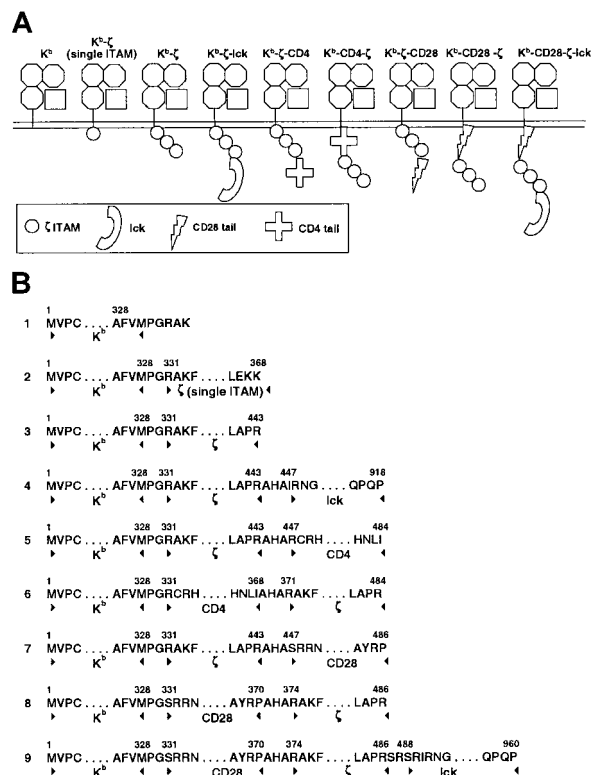 A
Kᵇ
Kᵇ-ζ (single ITAM)
Kᵇ-ζ
Kᵇ-ζ-lck
Kᵇ-ζ-CD4
Kᵇ-CD4-ζ
Kᵇ-ζ-CD28
Kᵇ-CD28 -ζ
Kᵇ-CD28-ζ-lck
ζ ITAM
lck
CD28 tail
CD4 tail
B
1 328
1 MVPC . . . . AFVMPGRAK
Kᵇ
1 328 331 368
2 MVPC . . . . AFVMPGRAKF . . . . LEKK
Kᵇ ζ (single ITAM)
1 328 331 443
3 MVPC . . . . AFVMPGRAKF . . . . LAPR
Kᵇ ζ
1 328 331 443 447 918
4 MVPC . . . . AFVMPGRAKF . . . . LAPRAHAIRNG . . . . QPQP
Kᵇ ζ lck
1 328 331 443 447 484
5 MVPC . . . . AFVMPGRAKF . . . . LAPRAHARCRH . . . . HNLI
Kᵇ ζ CD4
1 328 331 368 371 484
6 MVPC . . . . AFVMPGRCRH . . . . HNLIAHARAKF . . . . LAPR
Kᵇ CD4 ζ
1 328 331 443 447 486
7 MVPC . . . . AFVMPGRAKF . . . . LAPRAHASRRN . . . . AYRP
Kᵇ ζ CD28
1 328 331 370 374 486
8 MVPC . . . . AFVMPGSRRN . . . . AYRPAHARAKF . . . . LAPR
Kᵇ CD28 ζ
1 328 331 370 374 486 488 960
9 MVPC . . . . AFVMPGSRRN . . . . AYRPAHARAKF . . . . LAPRSRSRIRNG . . . . QPQP
Kᵇ CD28 ζ lck